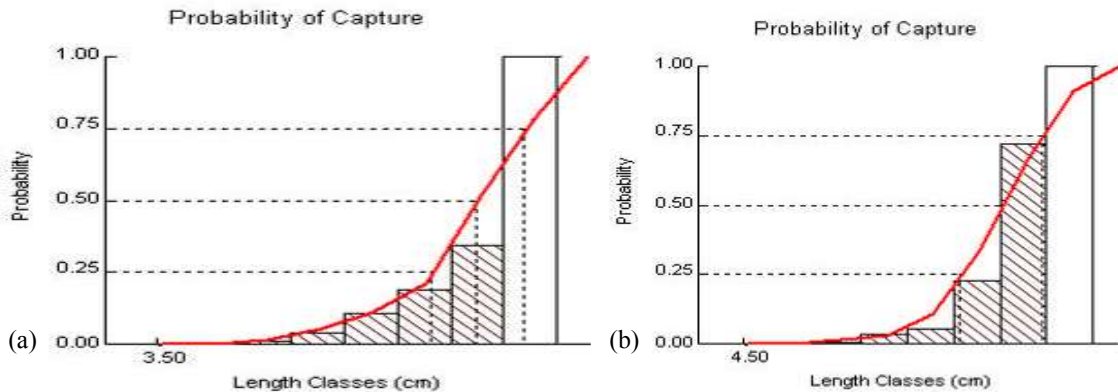 Probability of Capture
1.00
0.75
0.50
0.25
0.00
Probability
3.50
Length Classes (cm)
(a)
Probability of Capture
1.00
0.75
0.50
0.25
0.00
Probability
4.50
Length Classes (cm)
(b)